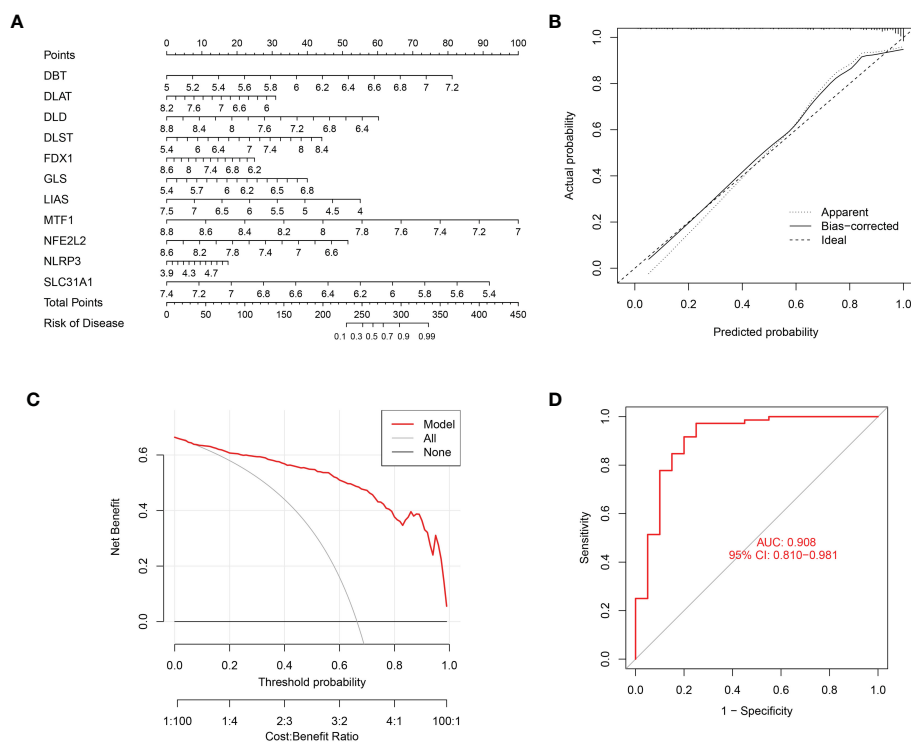 A
Points
0 10 20 30 40 50 60 70 80 90 100
DBT
5 5.2 5.4 5.6 5.8 6 6.2 6.4 6.6 6.8 7 7.2
DLAT
8.2 7.6 7 6.6 6
DLD
8.8 8.4 8 7.6 7.2 6.8 6.4
DLST
5.4 6 6.4 7 7.4 8 8.4
FDX1
8.6 8 7.4 6.8 6.2
GLS
5.4 5.7 6 6.2 6.5 6.8
LIAS
7.5 7 6.5 6 5.5 5 4.5 4
MTF1
8.8 8.6 8.4 8.2 8 7.8 7.6 7.4 7.2 7
NFE2L2
8.6 8.2 7.8 7.4 7 6.6
NLRP3
3.9 4.3 4.7
SLC31A1
7.4 7.2 7 6.8 6.6 6.4 6.2 6 5.8 5.6 5.4
Total Points
0 50 100 150 200 250 300 350 400 450
Risk of Disease
0.1 0.3 0.5 0.7 0.9 0.99
B
Actual probability
1.0
0.8
0.6
0.4
0.2
0.0
Apparent
Bias−corrected
Ideal
0.0 0.2 0.4 0.6 0.8 1.0
Predicted probability
C
Net Benefit
0.6
0.4
0.2
0.0
Model
All
None
0.0 0.2 0.4 0.6 0.8 1.0
Threshold probability
1:100 1:4 2:3 3:2 4:1 100:1
Cost:Benefit Ratio
D
Sensitivity
1.0
0.8
0.6
0.4
0.2
0.0
AUC: 0.908
95% CI: 0.810−0.981
0.0 0.2 0.4 0.6 0.8 1.0
1 − Specificity